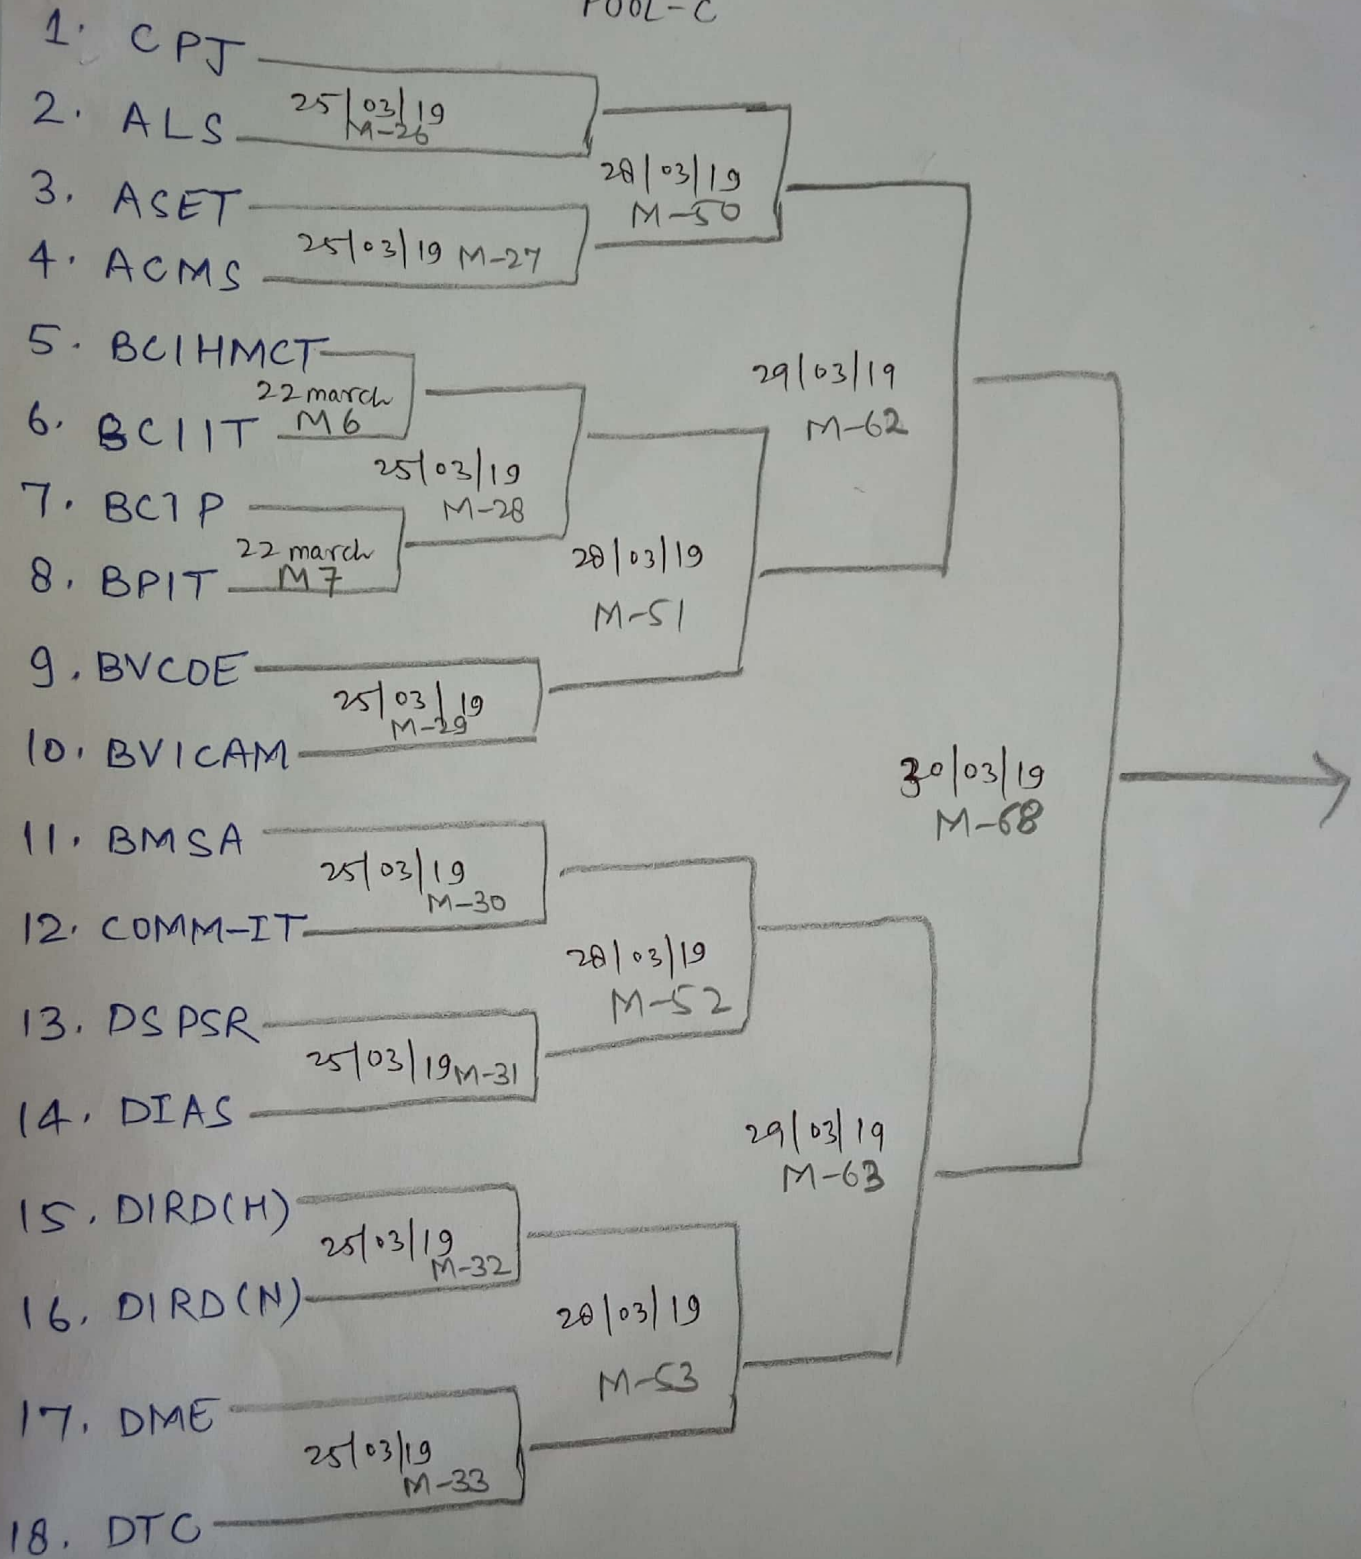 POOL-C
1. CPJ
25/03/19
M-26
2. ALS
28/03/19
M-50
3. ASET
25/03/19 M-27
4. ACMS
5. BCIHMCT
22 march
M6
29/03/19
M-62
6. BCIIT
25/03/19
M-28
7. BCIP
22 march
M7
28/03/19
M-51
8. BPIT
9. BVCOE
25/03/19
M-29
10. BVICAM
30/03/19
M-68
11. BMSA
25/03/19
M-30
12. COMM-IT
28/03/19
M-52
13. DSPSR
25/03/19 M-31
14. DIAS
29/03/19
M-63
15. DIRD(H)
25/03/19
M-32
16. DIRD(N)
28/03/19
M-53
17. DME
25/03/19
M-33
18. DTC